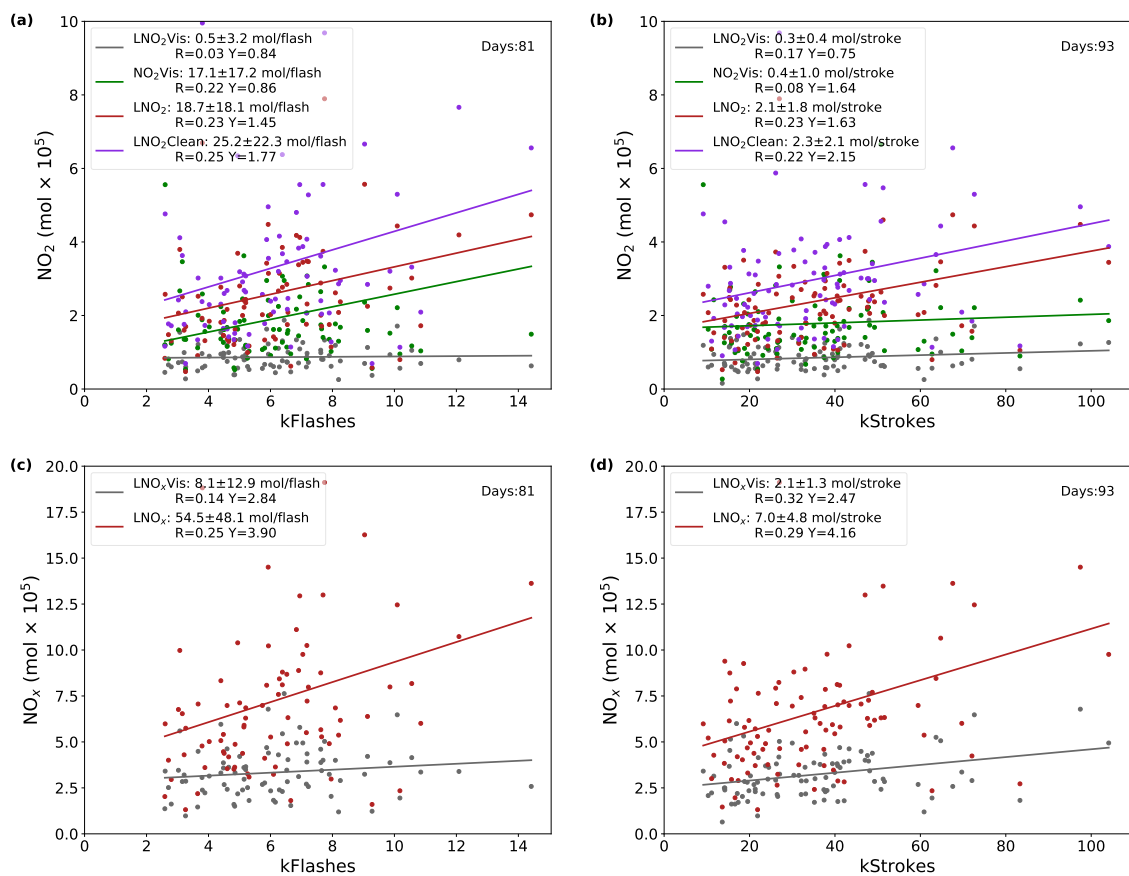 (a)
NO₂ (mol × 10⁵)
10
8
6
4
2
0
LNO₂Vis: 0.5±3.2 mol/flash
R=0.03 Y=0.84
NO₂Vis: 17.1±17.2 mol/flash
R=0.22 Y=0.86
LNO₂: 18.7±18.1 mol/flash
R=0.23 Y=1.45
LNO₂Clean: 25.2±22.3 mol/flash
R=0.25 Y=1.77
Days:81
0 2 4 6 8 10 12 14
kFlashes
(b)
NO₂ (mol × 10⁵)
10
8
6
4
2
0
LNO₂Vis: 0.3±0.4 mol/stroke
R=0.17 Y=0.75
NO₂Vis: 0.4±1.0 mol/stroke
R=0.08 Y=1.64
LNO₂: 2.1±1.8 mol/stroke
R=0.23 Y=1.63
LNO₂Clean: 2.3±2.1 mol/stroke
R=0.22 Y=2.15
Days:93
0 20 40 60 80 100
kStrokes
(c)
NOₓ (mol × 10⁵)
20.0
17.5
15.0
12.5
10.0
7.5
5.0
2.5
0.0
LNOₓVis: 8.1±12.9 mol/flash
R=0.14 Y=2.84
LNOₓ: 54.5±48.1 mol/flash
R=0.25 Y=3.90
Days:81
0 2 4 6 8 10 12 14
kFlashes
(d)
NOₓ (mol × 10⁵)
20.0
17.5
15.0
12.5
10.0
7.5
5.0
2.5
0.0
LNOₓVis: 2.1±1.3 mol/stroke
R=0.32 Y=2.47
LNOₓ: 7.0±4.8 mol/stroke
R=0.29 Y=4.16
Days:93
0 20 40 60 80 100
kStrokes